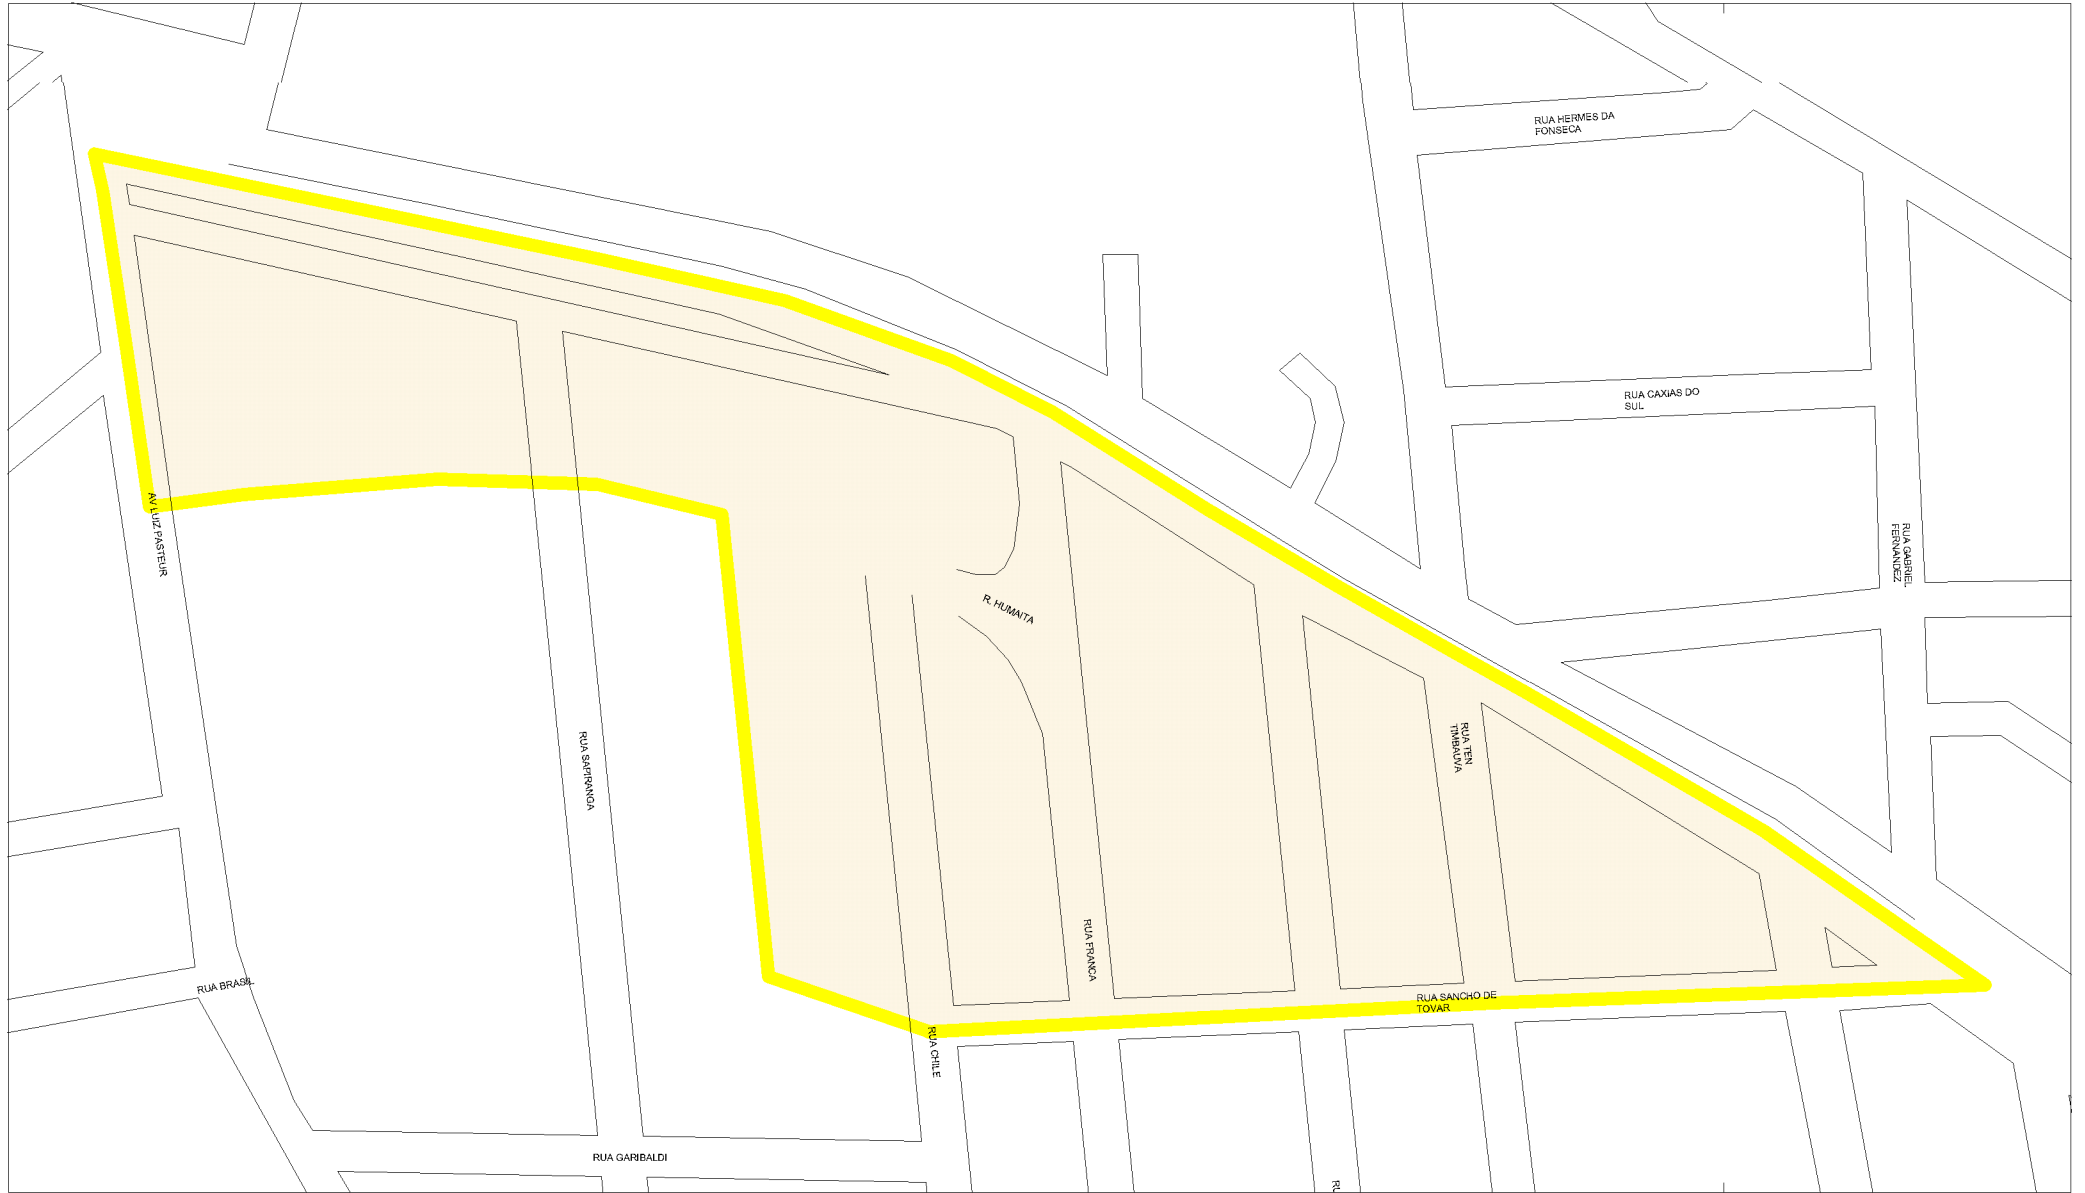 RUA HERMES DA
FONSECA
RUA CAXIAS DO
SUL
AV LUIZ PASTEUR
RUA GABRIEL
FERNANDEZ
R. HUMAITA
RUA TEN
TIMBAUVA
RUA SAPIRANGA
RUA FRANCA
RUA BRASIL
RUA SANCHO DE
TOVAR
RUA CHILE
RUA GARIBALDI
RU